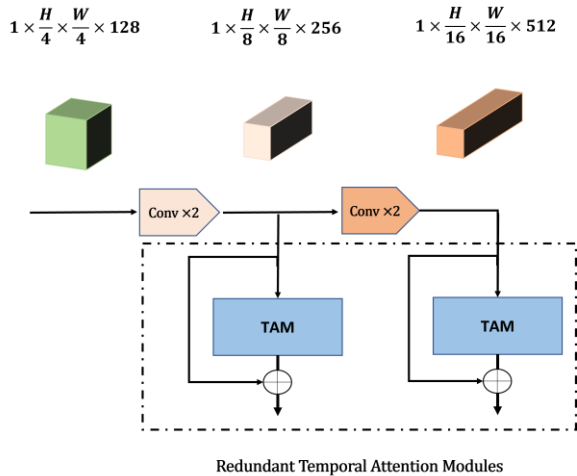 1 × H/4 × W/4 × 128
1 × H/8 × W/8 × 256
1 × H/16 × W/16 × 512
Conv ×2
Conv ×2
TAM
TAM
Redundant Temporal Attention Modules